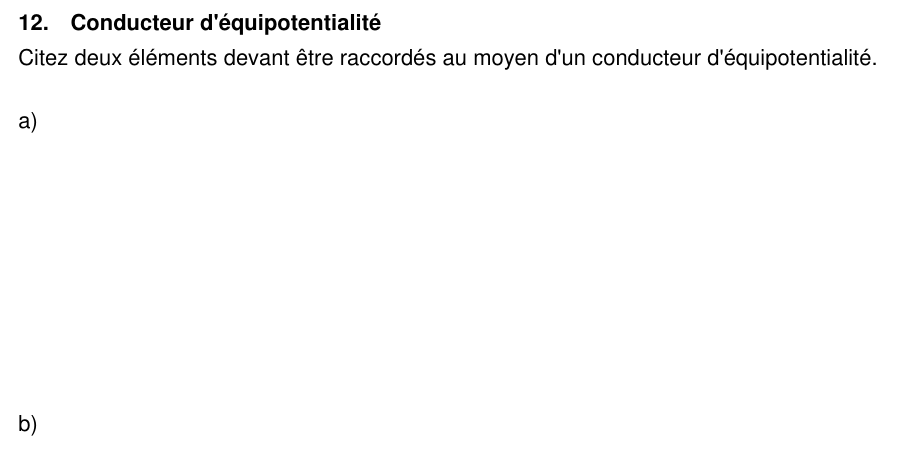 12. Conducteur d'équipotentialité
Citez deux éléments devant être raccordés au moyen d'un conducteur d'équipotentialité.
a)
b)